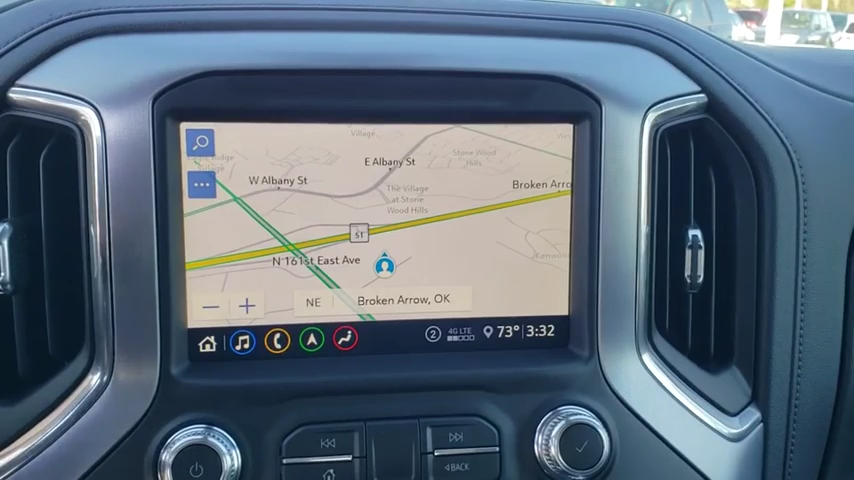 Village
E Albany St
Stone Wood
Hills
Village
W Albany St
The Village
at Stone
Wood Hills
Broken Arro
51
N 161st East Ave
NE
Broken Arrow, OK
2
4G LTE
73°
3:32
BACK